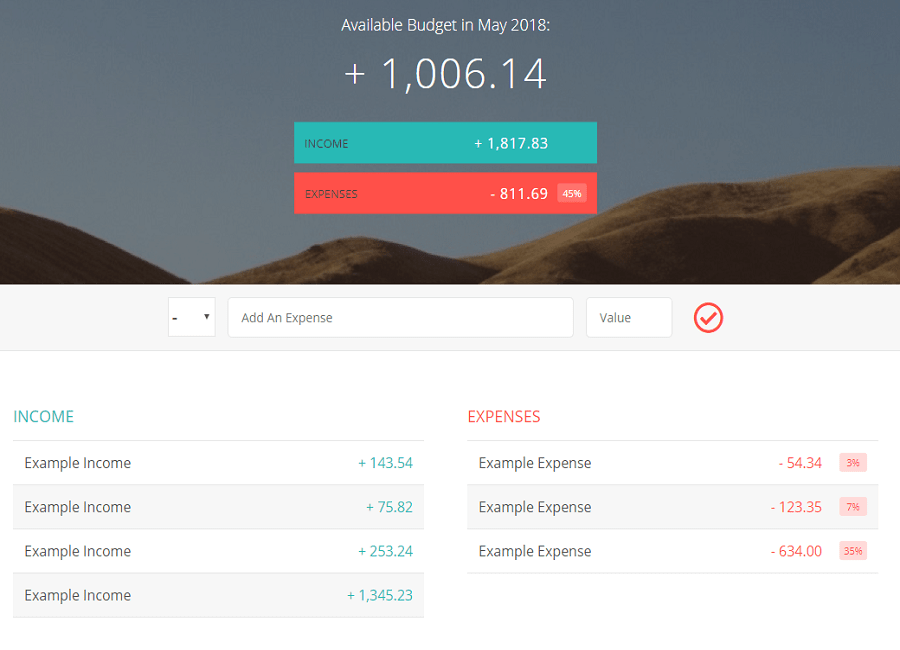 Available Budget in May 2018:
+ 1,006.14
INCOME + 1,817.83
EXPENSES - 811.69 45%
- Add An Expense Value
INCOME
Example Income + 143.54
Example Income + 75.82
Example Income + 253.24
Example Income + 1,345.23
EXPENSES
Example Expense - 54.34 3%
Example Expense - 123.35 7%
Example Expense - 634.00 35%